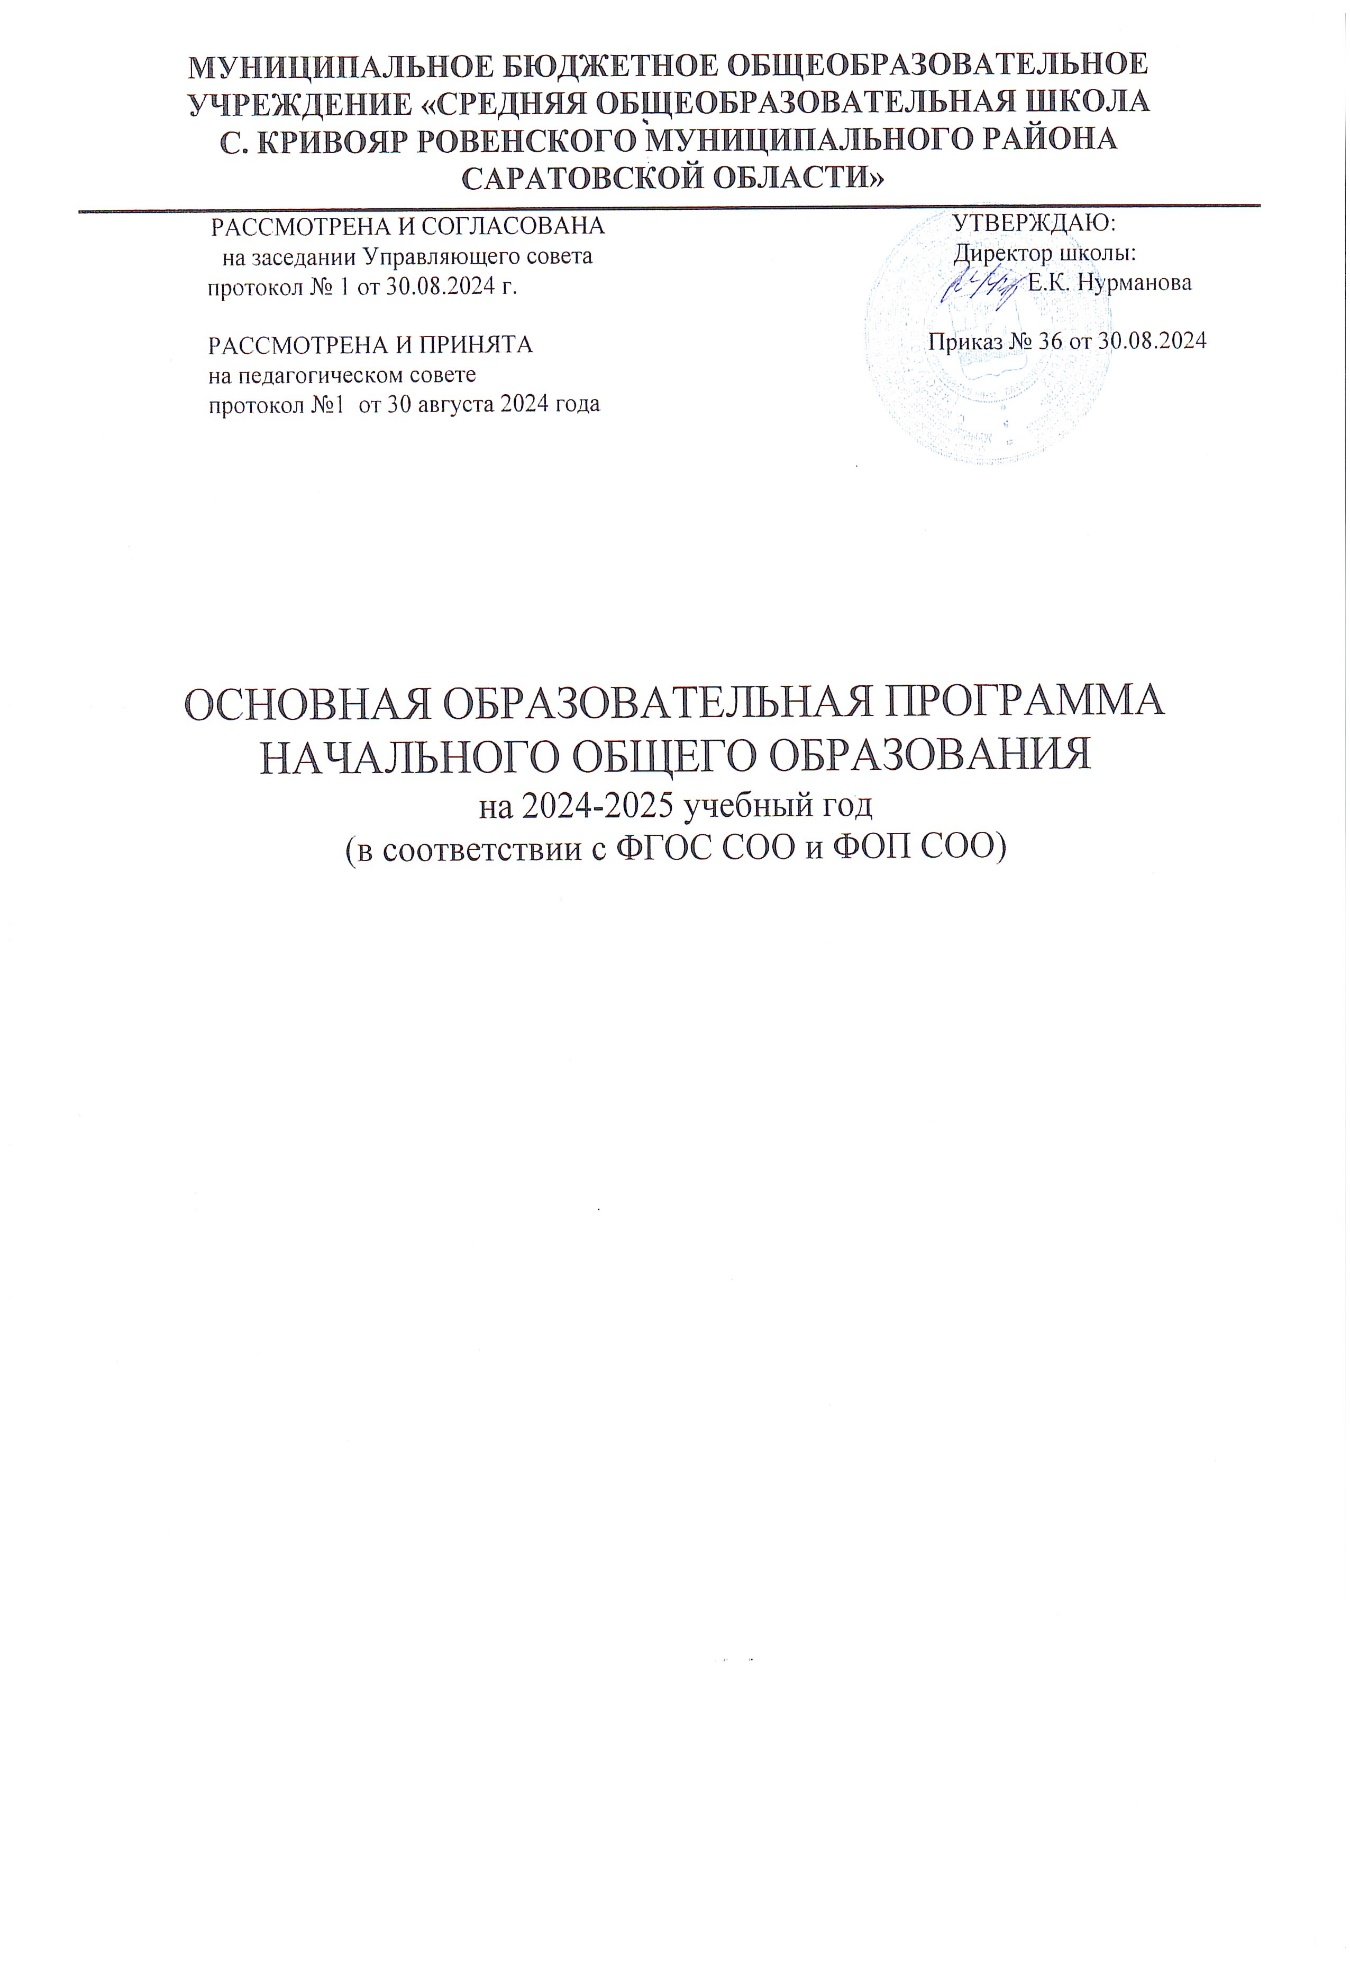 МУНИЦИПАЛЬНОЕ БЮДЖЕТНОЕ ОБЩЕОБРАЗОВАТЕЛЬНОЕ
УЧРЕЖДЕНИЕ «СРЕДНЯЯ ОБЩЕОБРАЗОВАТЕЛЬНАЯ ШКОЛА
С. КРИВОЯР РОВЕНСКОГО МУНИЦИПАЛЬНОГО РАЙОНА
САРАТОВСКОЙ ОБЛАСТИ»
РАССМОТРЕНА И СОГЛАСОВАНА
на заседании Управляющего совета
протокол № 1 от 30.08.2024 г.
РАССМОТРЕНА И ПРИНЯТА
на педагогическом совете
протокол №1 от 30 августа 2024 года
УТВЕРЖДАЮ:
Директор школы:
Е.К. Нурманова
Приказ № 36 от 30.08.2024
ОСНОВНАЯ ОБРАЗОВАТЕЛЬНАЯ ПРОГРАММА
НАЧАЛЬНОГО ОБЩЕГО ОБРАЗОВАНИЯ
на 2024-2025 учебный год
(в соответствии с ФГОС СОО и ФОП СОО)